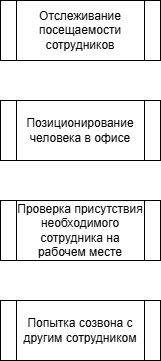 Отслеживание
посещаемости
сотрудников
Позиционирование
человека в офисе
Проверка присутствия
необходимого
сотрудника на
рабочем месте
Попытка созвона с
другим сотрудником